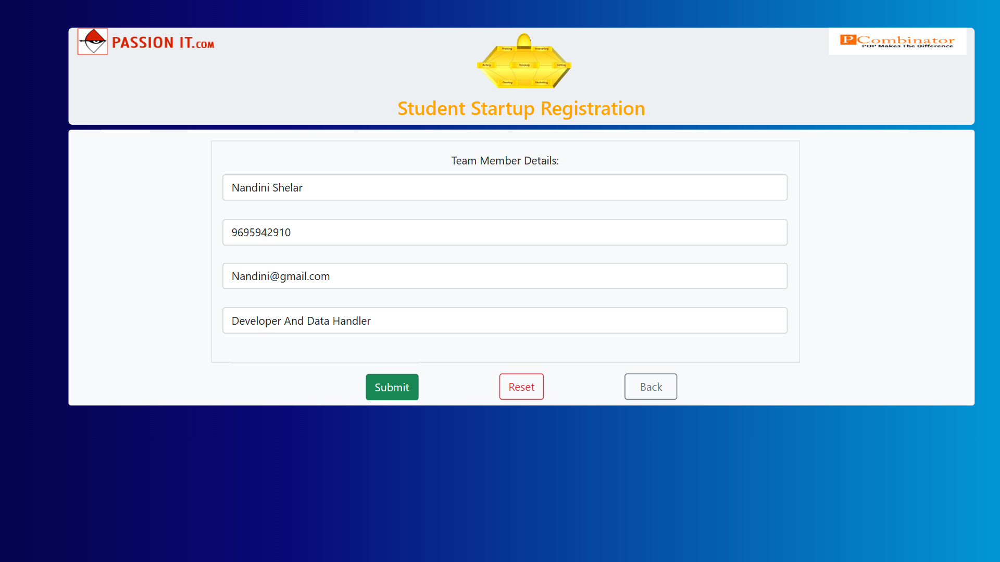 PASSION IT.COM
PCombinator
POP Makes The Difference
Probing Innovating
Acting Scoping Setting
Owning Nurturing
Student Startup Registration
Team Member Details:
Nandini Shelar
9695942910
Nandini@gmail.com
Developer And Data Handler
Submit Reset Back